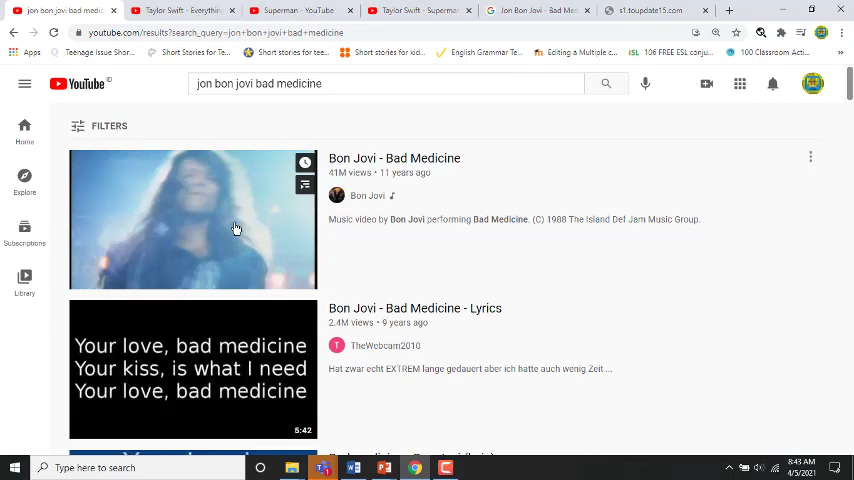 jon bon jovi bad medic
Taylor Swift - Everythin
Superman - YouTube
Taylor Swift - Superman
Jon Bon Jovi - Bad Med
s1.toupdate15.com
youtube.com/results?search_query=jon+bon+jovi+bad+medicine
Apps
Teenage Issue Shor...
Short Stories for Te...
Short stories for tee...
Short Stories for kid...
English Grammar Te...
Editing a Multiple c...
iSL
106 FREE ESL conju...
100 Classroom Acti...
YouTube ID
jon bon jovi bad medicine
Home
Explore
Subscriptions
Library
FILTERS
Bon Jovi - Bad Medicine
41M views • 11 years ago
Bon Jovi
Music video by Bon Jovi performing Bad Medicine. (C) 1988 The Island Def Jam Music Group.
Your love, bad medicine
Your kiss, is what I need
Your love, bad medicine
5:42
Bon Jovi - Bad Medicine - Lyrics
2.4M views • 9 years ago
T
TheWebcam2010
Hat zwar echt EXTREM lange gedauert aber ich hatte auch wenig Zeit ...
Type here to search
8:43 AM
4/5/2021